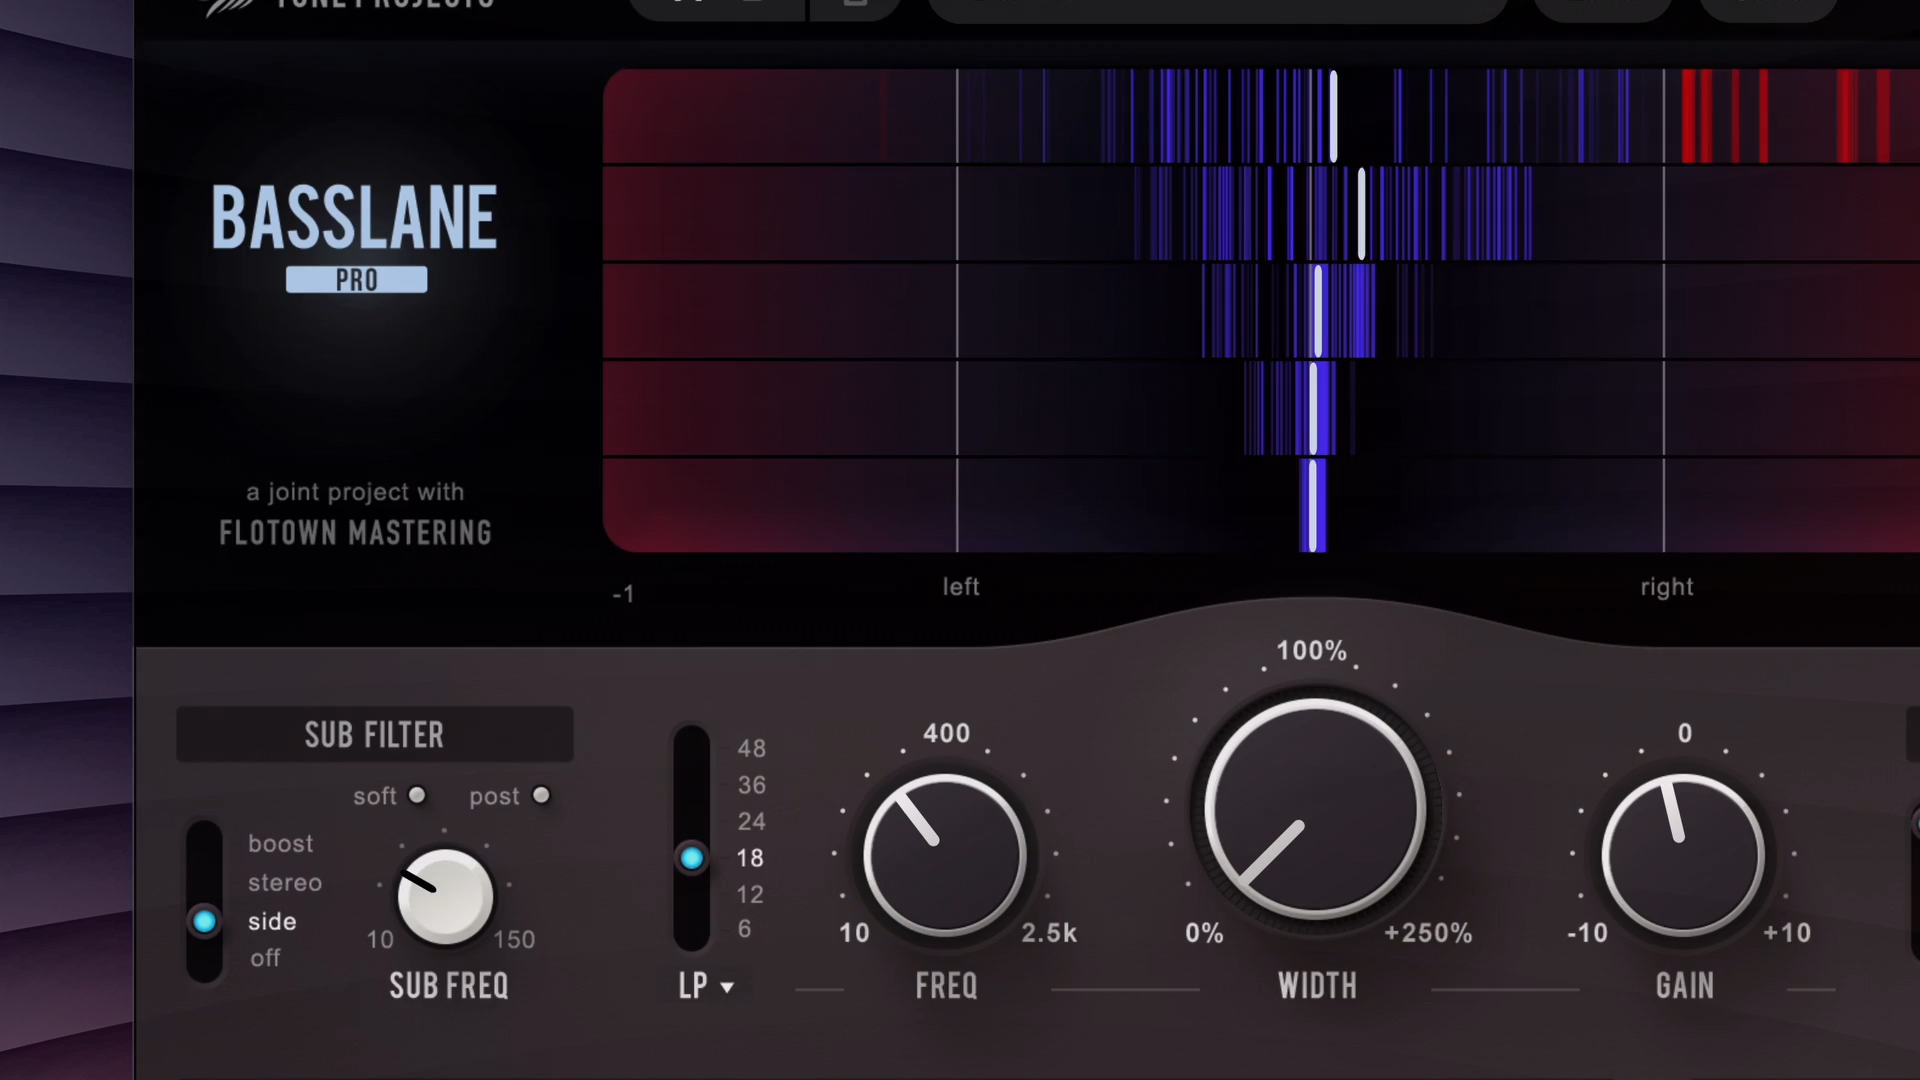 BASSLANE
PRO
a joint project with
FLOTOWN MASTERING
-1
left
right
100%
SUB FILTER
soft
post
boost
stereo
side
off
10
150
SUB FREQ
48
36
24
18
12
6
LP
400
10
2.5k
FREQ
0%
+250%
WIDTH
0
-10
+10
GAIN